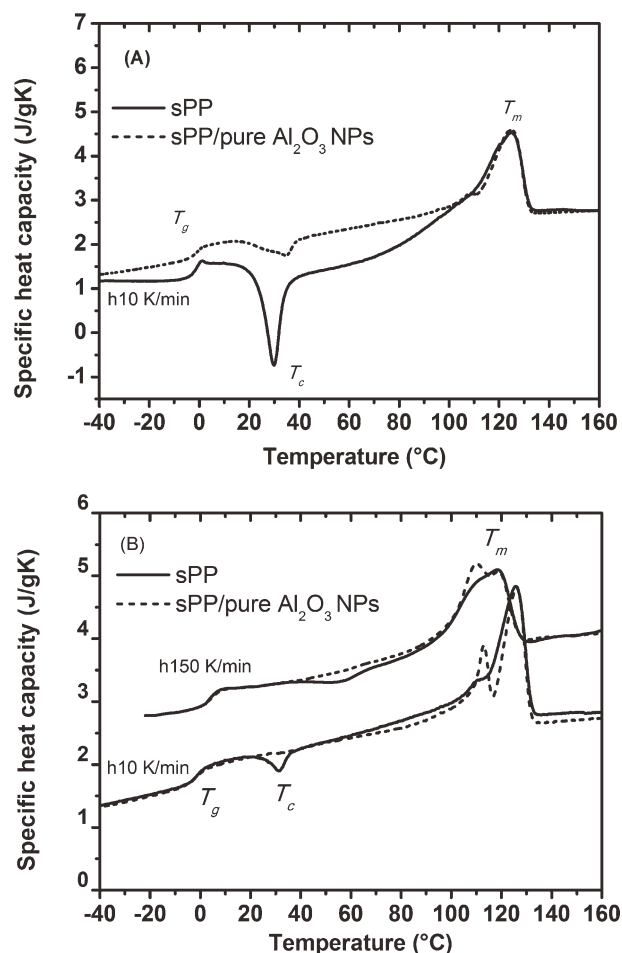 7
6
5
4
3
2
1
0
-1
Specific heat capacity (J/gK)
(A)
sPP
sPP/pure Al₂O₃ NPs
Tm
Tg
h10 K/min
Tc
-40 -20 0 20 40 60 80 100 120 140 160
Temperature (°C)
6
5
4
3
2
1
0
Specific heat capacity (J/gK)
(B)
sPP
sPP/pure Al₂O₃ NPs
Tm
h150 K/min
h10 K/min
Tg
Tc
-40 -20 0 20 40 60 80 100 120 140 160
Temperature (°C)